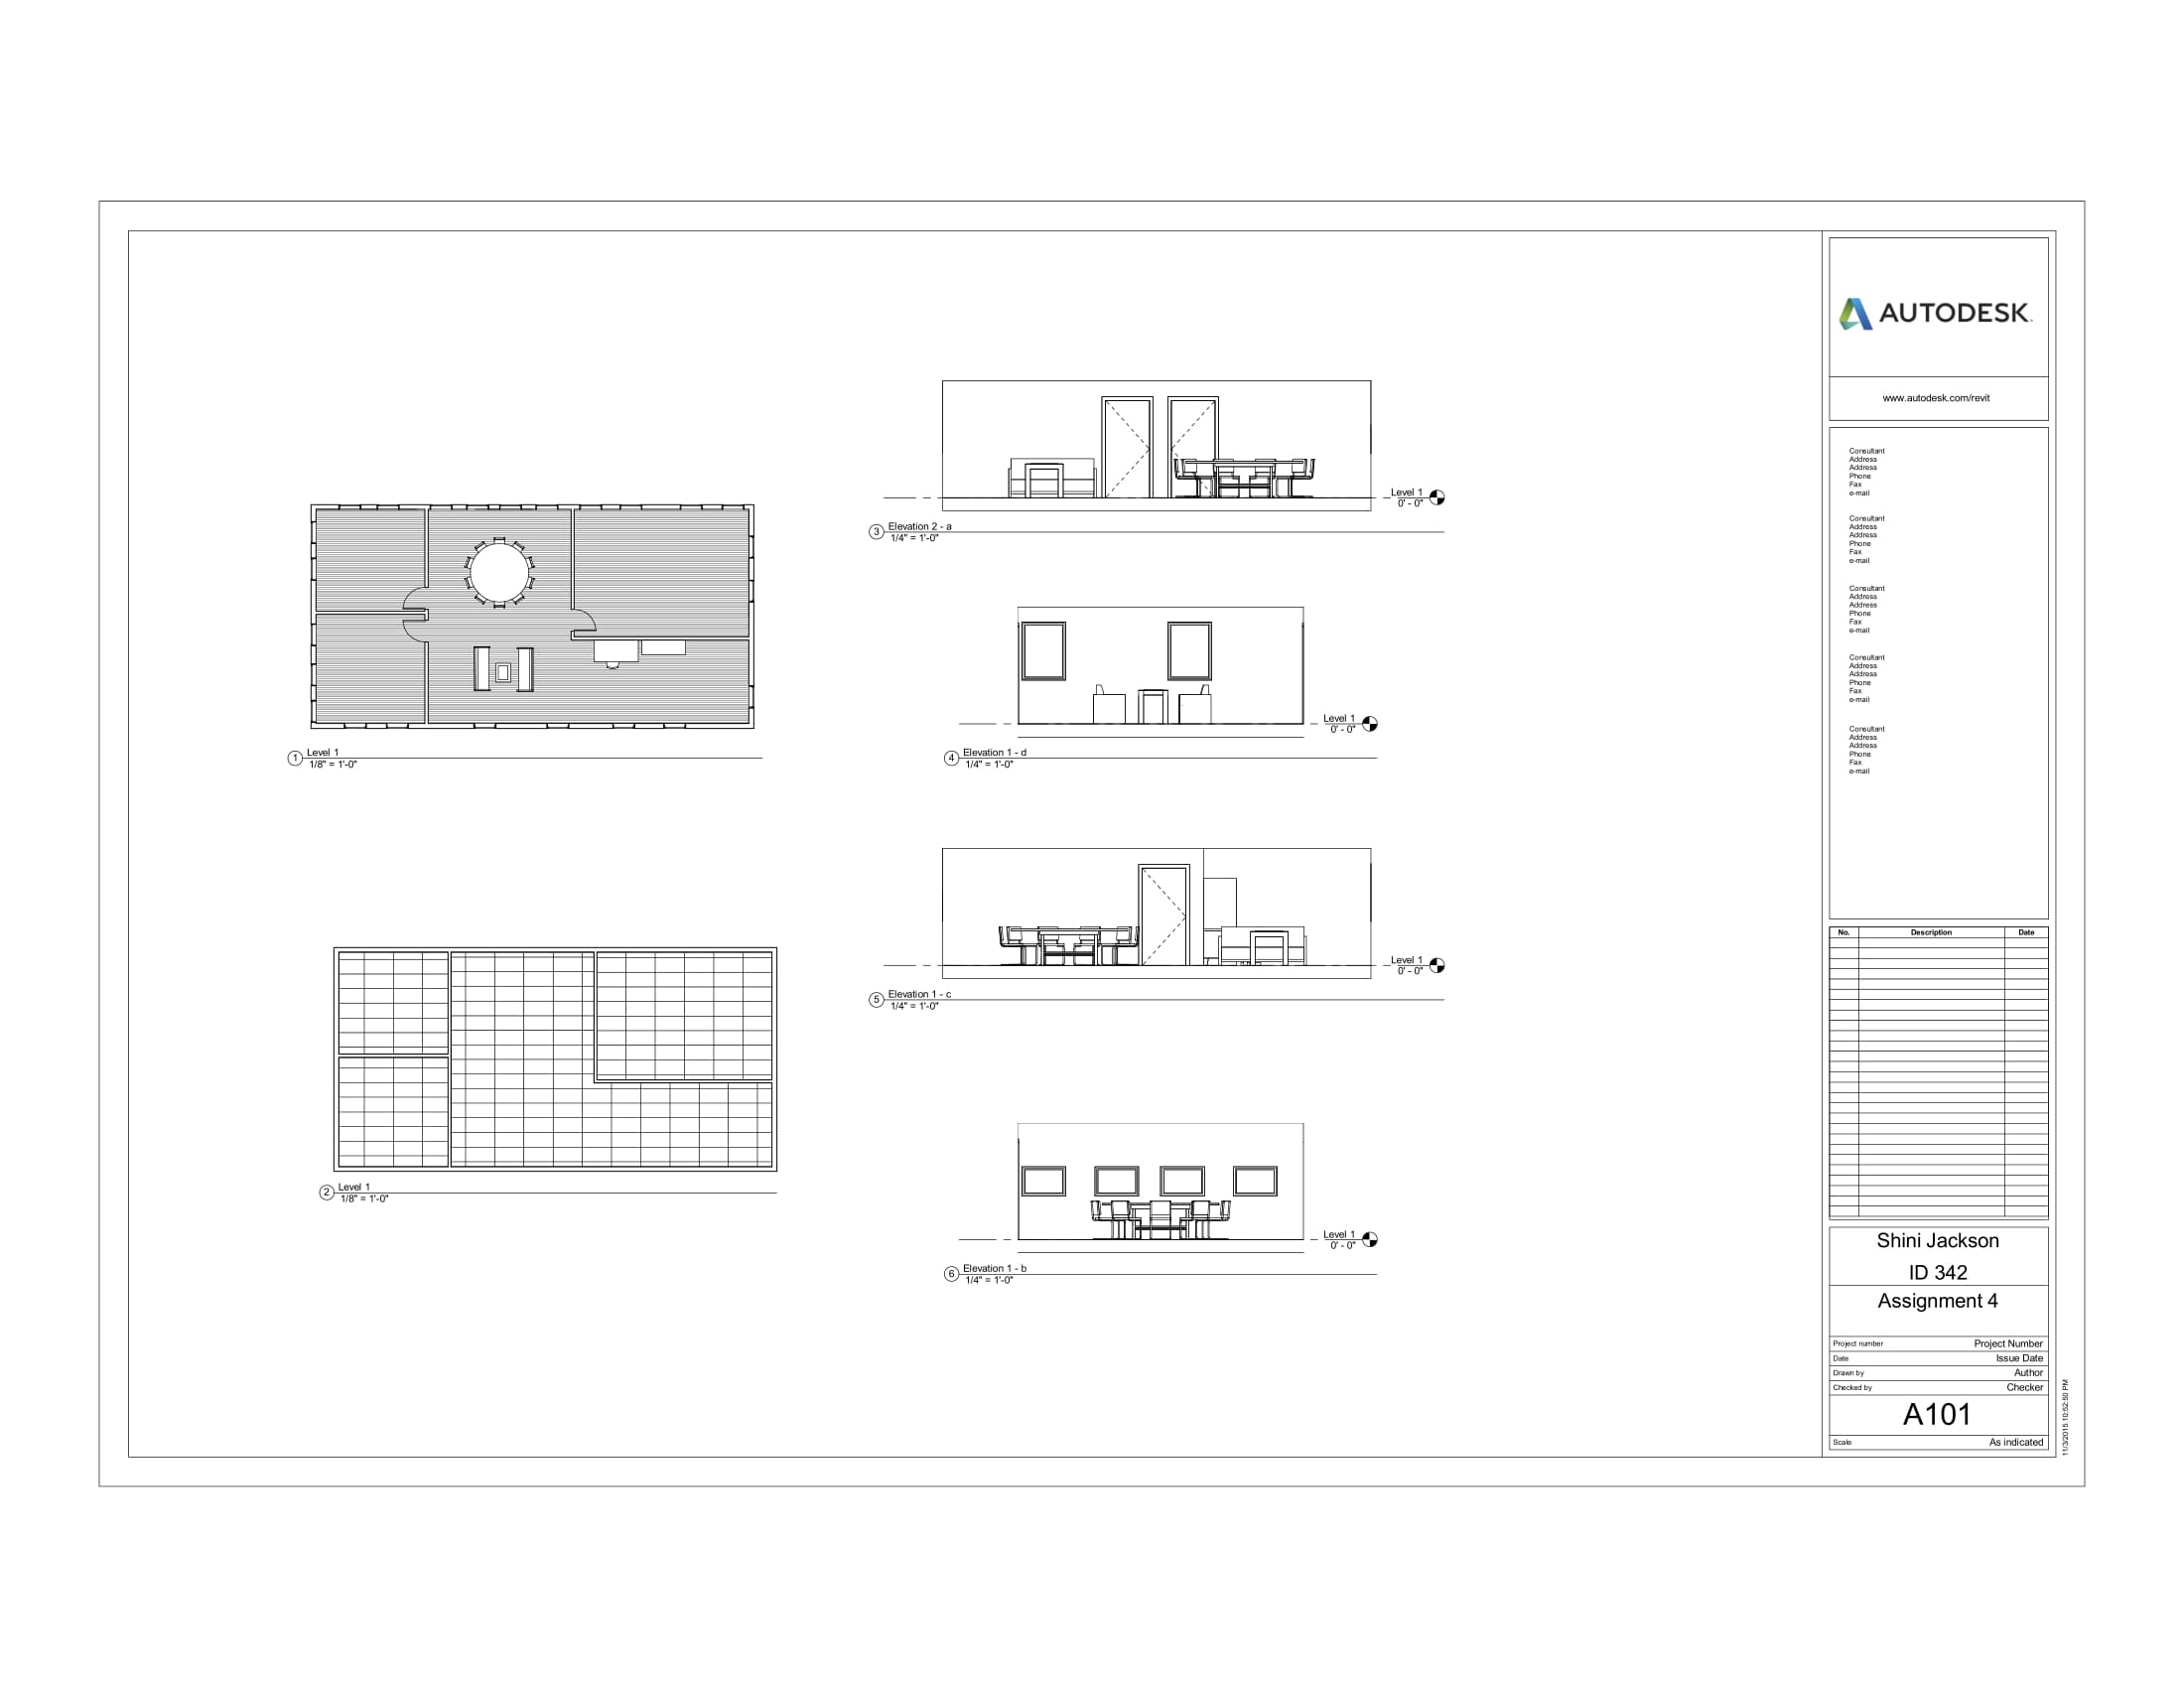 1
Level 1
1/8" = 1'-0"
2
Level 1
1/8" = 1'-0"
Level 1
0' - 0"
3
Elevation 2 - a
1/4" = 1'-0"
Level 1
0' - 0"
4
Elevation 1 - d
1/4" = 1'-0"
Level 1
0' - 0"
5
Elevation 1 - c
1/4" = 1'-0"
Level 1
0' - 0"
6
Elevation 1 - b
1/4" = 1'-0"
AUTODESK.
www.autodesk.com/revit
Consultant
Address
Address
Phone
Fax
e-mail
Consultant
Address
Address
Phone
Fax
e-mail
Consultant
Address
Address
Phone
Fax
e-mail
Consultant
Address
Address
Phone
Fax
e-mail
Consultant
Address
Address
Phone
Fax
e-mail
No. Description Date
Shini Jackson
ID 342
Assignment 4
Project number Project Number
Date Issue Date
Drawn by Author
Checked by Checker
A101
Scale As indicated
11/3/2015 10:52:50 PM